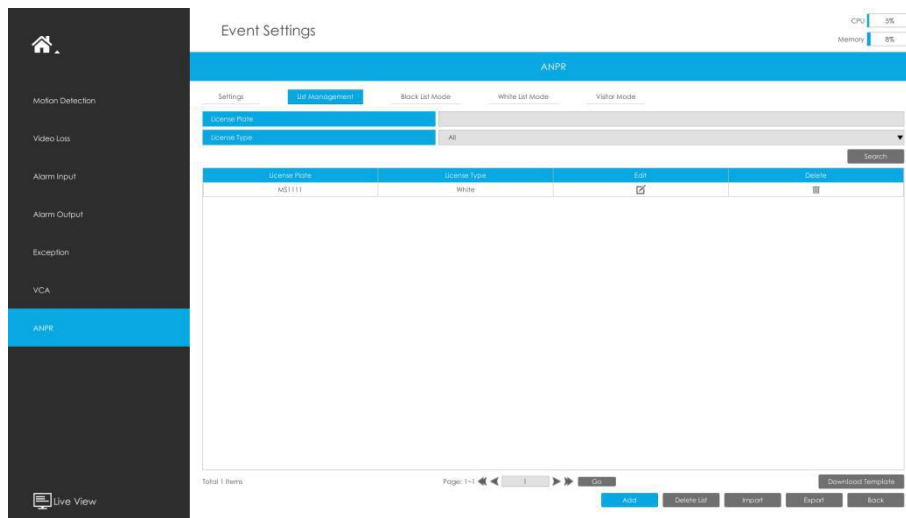 Event Settings
CPU 5%
Memory 8%
ANPR
Motion Detection
Video Loss
Alarm Input
Alarm Output
Exception
VCA
ANPR
Live View
Settings List Management Black List Mode White List Mode Visitor Mode
License Plate
License Type All
Search
License Plate License Type Edit Delete
MS1111 White
Total 1 Items Page: 1~1 1 Go Download Template
Add Delete List Import Export Back